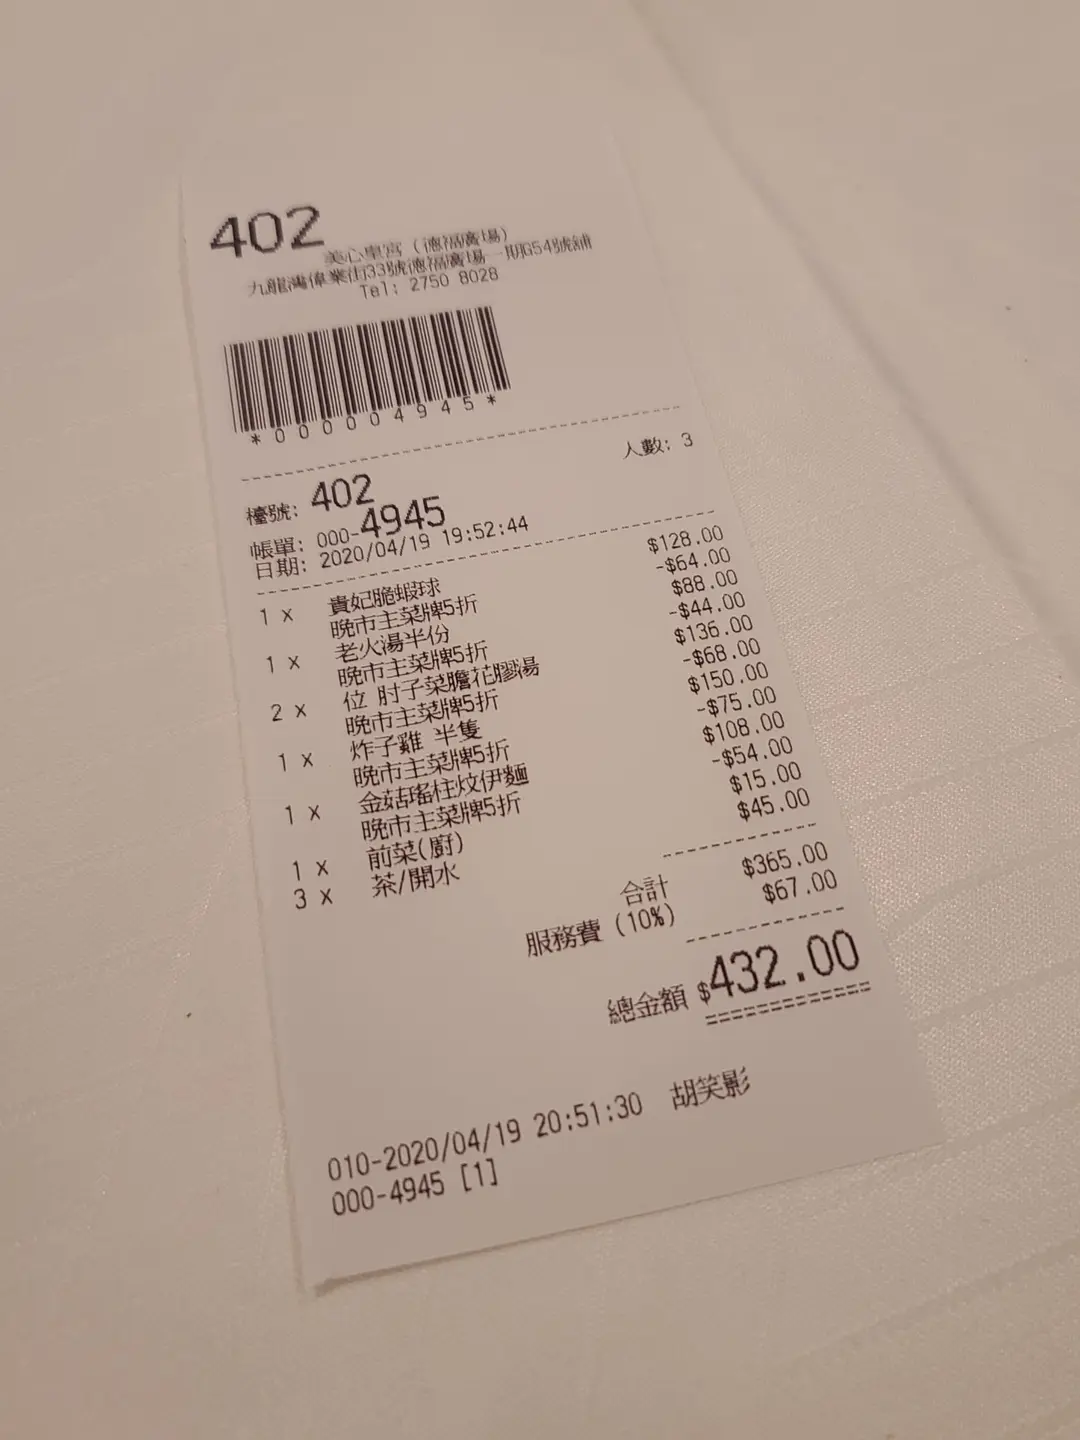 402
美心皇宮 (德福廣場)
九龍灣偉業街33號德福廣場一期G54號舖
Tel: 2750 8028
*000004945*
人數: 3
檯號: 402
帳單: 000-4945
日期: 2020/04/19 19:52:44
1 x 貴妃脆蝦球 $128.00
晚市主菜牌5折 -$64.00
1 x 老火湯半份 $88.00
晚市主菜牌5折 -$44.00
2 x 位 肘子菜膽花膠湯 $136.00
晚市主菜牌5折 -$68.00
1 x 炸子雞 半隻 $150.00
晚市主菜牌5折 -$75.00
1 x 金菇瑤柱炆伊麵 $108.00
晚市主菜牌5折 -$54.00
1 x 前菜(廚) $15.00
3 x 茶/開水 $45.00
合計 $365.00
服務費 (10%) $67.00
總金額 $432.00
010-2020/04/19 20:51:30 胡笑影
000-4945 [1]